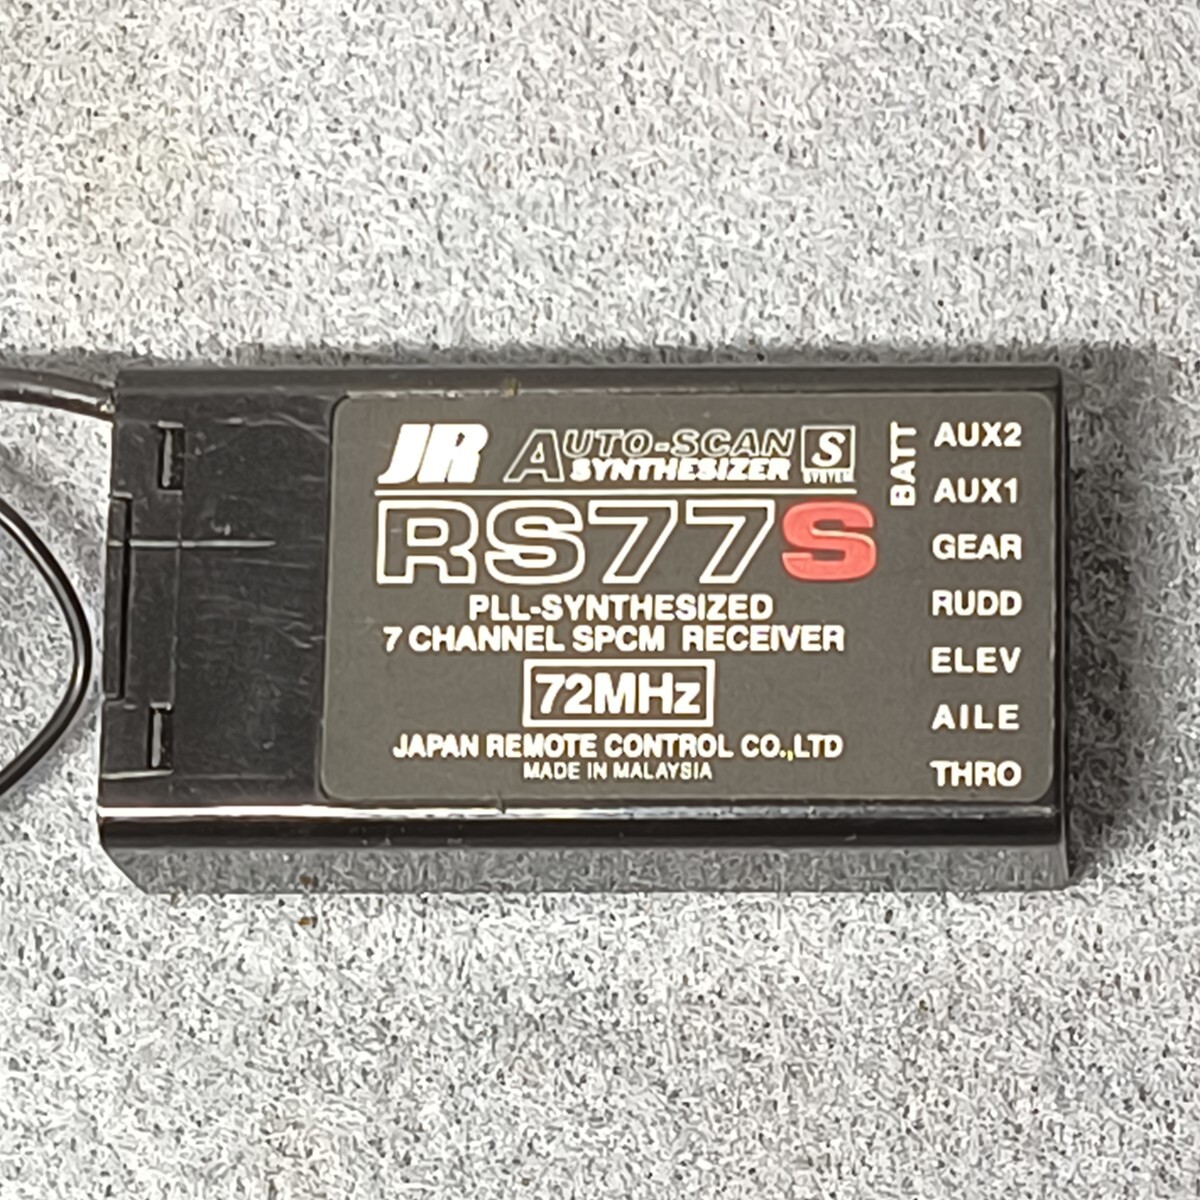 JR AUTO-SCAN SYNTHESIZER S SYSTEM
RS77S
PLL-SYNTHESIZED
7 CHANNEL SPCM RECEIVER
72MHz
JAPAN REMOTE CONTROL CO.,LTD
MADE IN MALAYSIA
BATT
AUX2
AUX1
GEAR
RUDD
ELEV
AILE
THRO